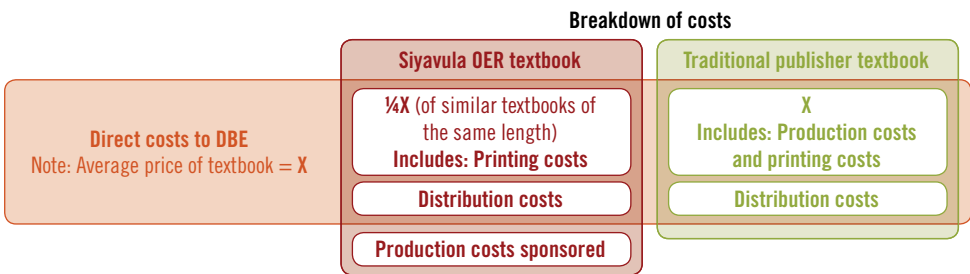 Breakdown of costs
Siyavula OER textbook
Traditional publisher textbook
Direct costs to DBE
Note: Average price of textbook = X
¼X (of similar textbooks of
the same length)
Includes: Printing costs
X
Includes: Production costs
and printing costs
Distribution costs
Distribution costs
Production costs sponsored